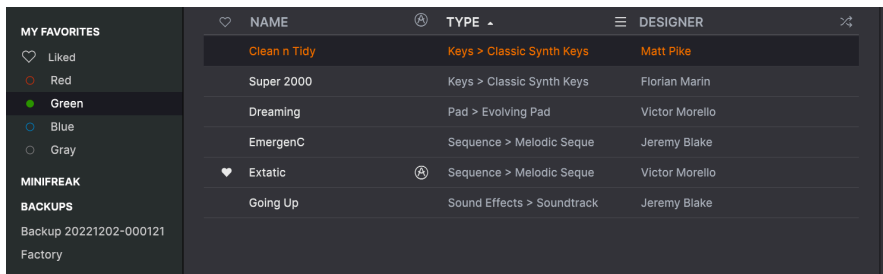 MY FAVORITES
Liked
Red
Green
Blue
Gray
MINIFREAK
BACKUPS
Backup 20221202-000121
Factory
NAME TYPE DESIGNER
Clean n Tidy Keys > Classic Synth Keys Matt Pike
Super 2000 Keys > Classic Synth Keys Florian Marin
Dreaming Pad > Evolving Pad Victor Morello
EmergenC Sequence > Melodic Seque Jeremy Blake
Extatic Sequence > Melodic Seque Victor Morello
Going Up Sound Effects > Soundtrack Jeremy Blake